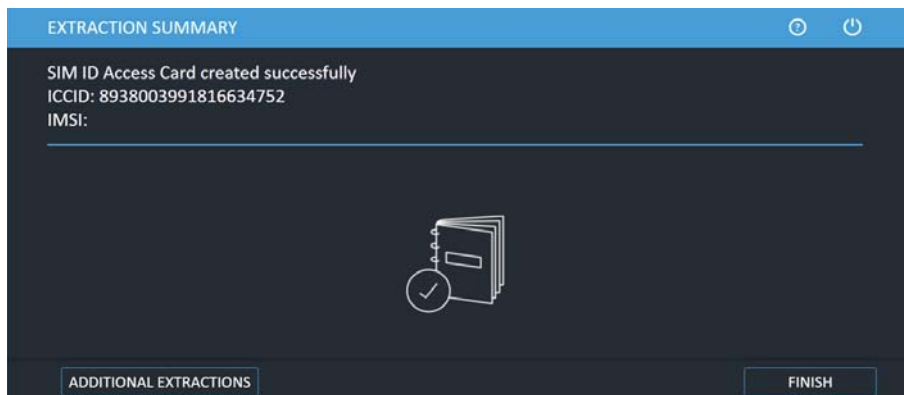 EXTRACTION SUMMARY
SIM ID Access Card created successfully
ICCID: 8938003991816634752
IMSI:
ADDITIONAL EXTRACTIONS
FINISH